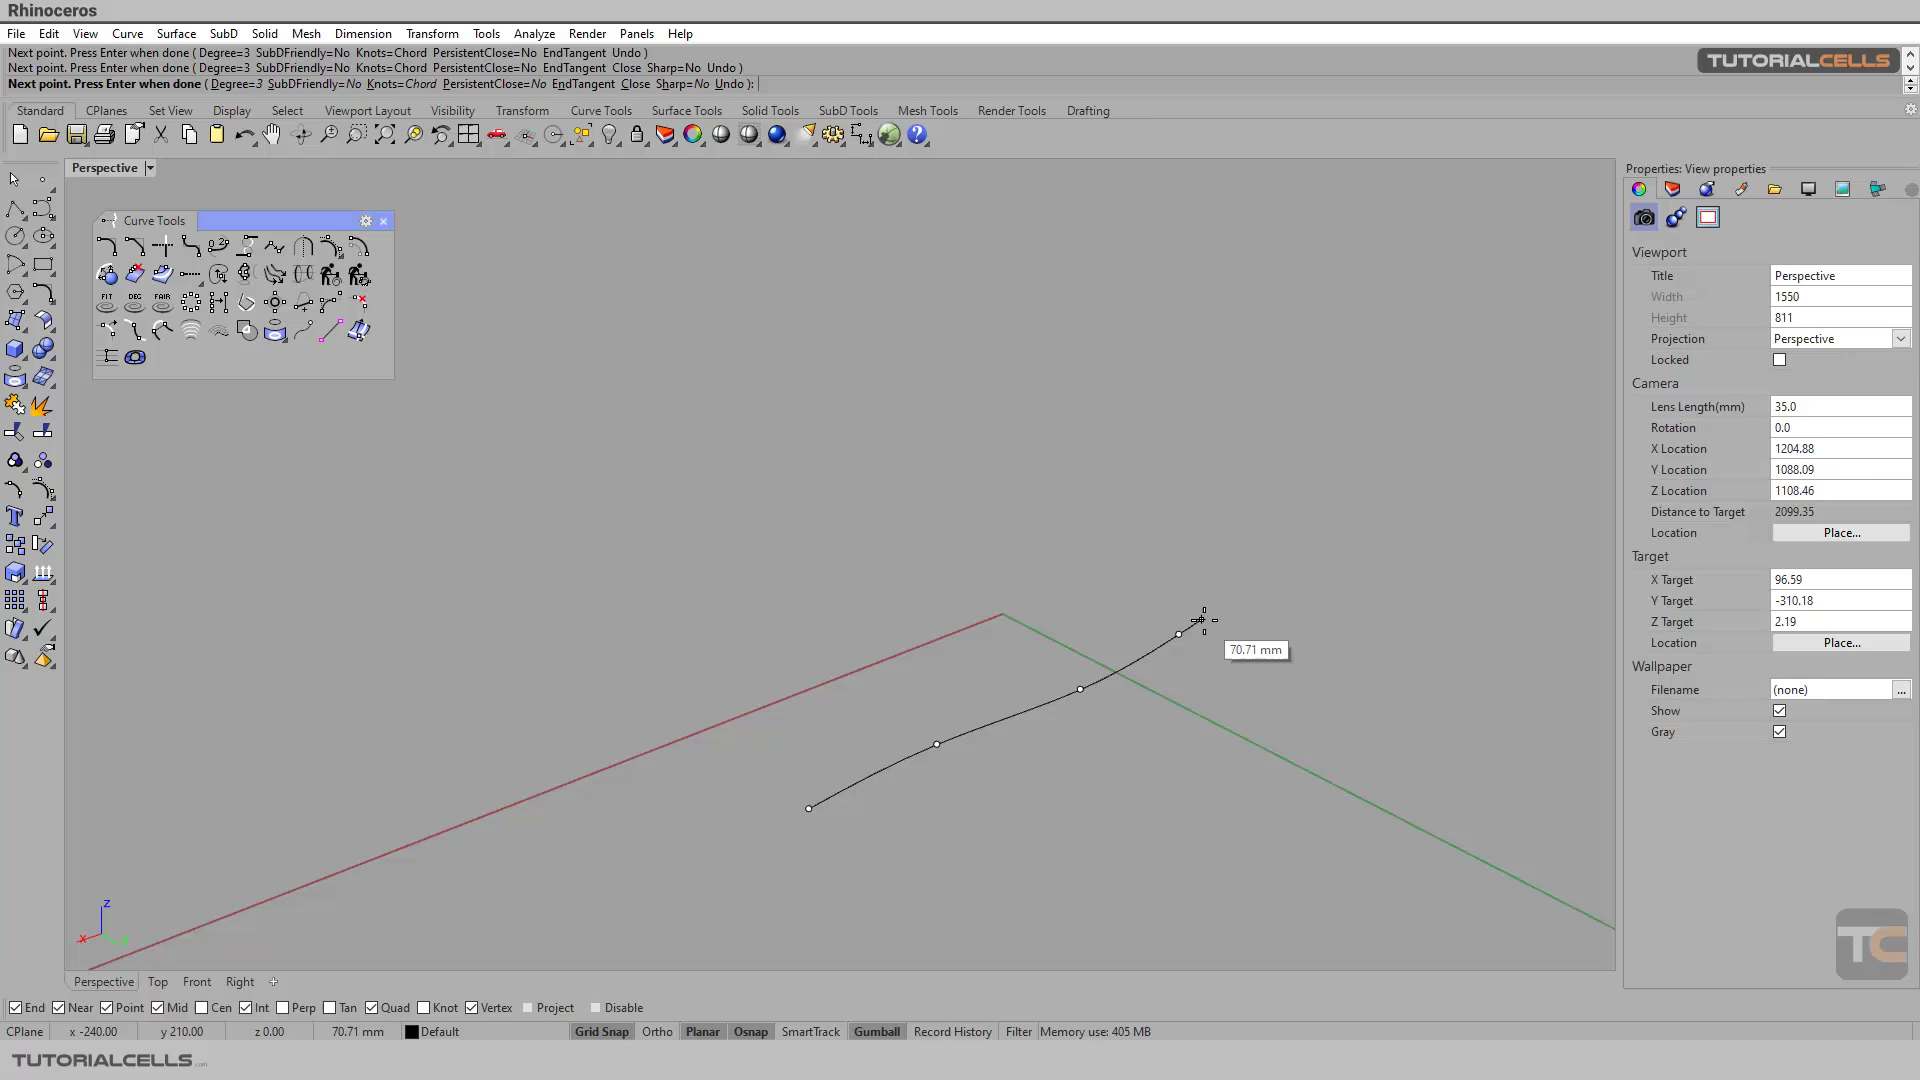 Rhinoceros
File Edit View Curve Surface SubD Solid Mesh Dimension Transform Tools Analyze Render Panels Help
Next point. Press Enter when done ( Degree=3 SubDFriendly=No Knots=Chord PersistentClose=No EndTangent Undo )
Next point. Press Enter when done ( Degree=3 SubDFriendly=No Knots=Chord PersistentClose=No EndTangent Close Sharp=No Undo )
Next point. Press Enter when done ( Degree=3 SubDFriendly=No Knots=Chord PersistentClose=No EndTangent Close Sharp=No Undo ):
TUTORIALCELLS
Standard CPlanes Set View Display Select Viewport Layout Visibility Transform Curve Tools Surface Tools Solid Tools SubD Tools Mesh Tools Render Tools Drafting
Perspective
Curve Tools
FIT DEG FAIR
70.71 mm
z
x
Properties: View properties
Viewport
Title Perspective
Width 1550
Height 811
Projection Perspective
Locked
Camera
Lens Length(mm) 35.0
Rotation 0.0
X Location 1204.88
Y Location 1088.09
Z Location 1108.46
Distance to Target 2099.35
Location Place...
Target
X Target 96.59
Y Target -310.18
Z Target 2.19
Location Place...
Wallpaper
Filename (none) ...
Show
Gray
TC
Perspective Top Front Right
End Near Point Mid Cen Int Perp Tan Quad Knot Vertex Project Disable
CPlane x -240.00 y 210.00 z 0.00 70.71 mm Default Grid Snap Ortho Planar Osnap SmartTrack Gumball Record History Filter Memory use: 405 MB
TUTORIALCELLS